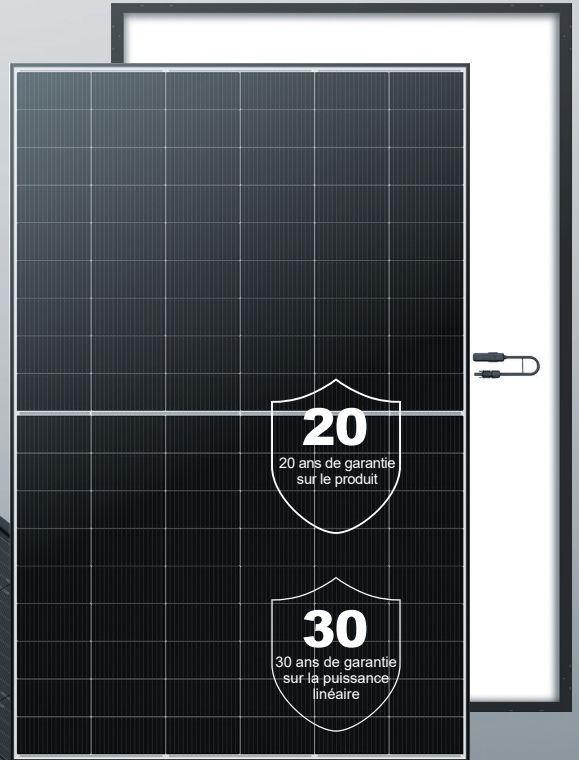 20
20 ans de garantie
sur le produit
30
30 ans de garantie
sur la puissance
linéaire